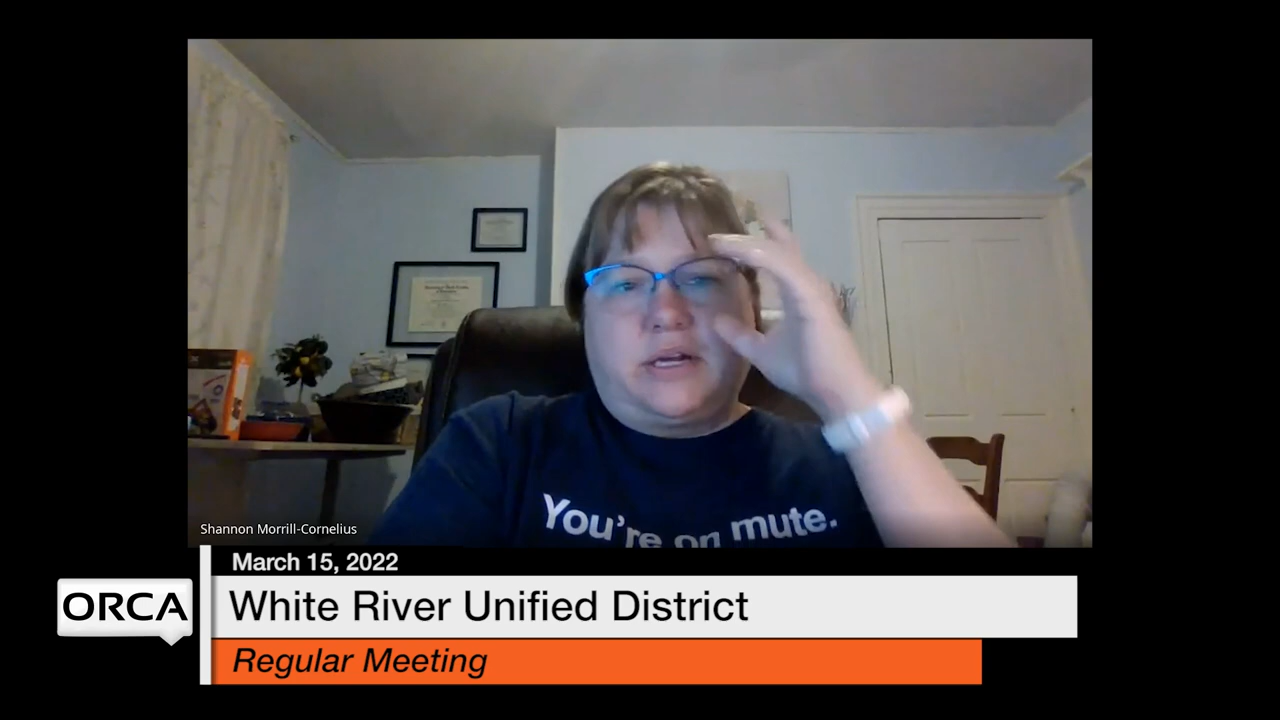 You're on mute.
Shannon Morrill-Cornelius
March 15, 2022
ORCA
White River Unified District
Regular Meeting